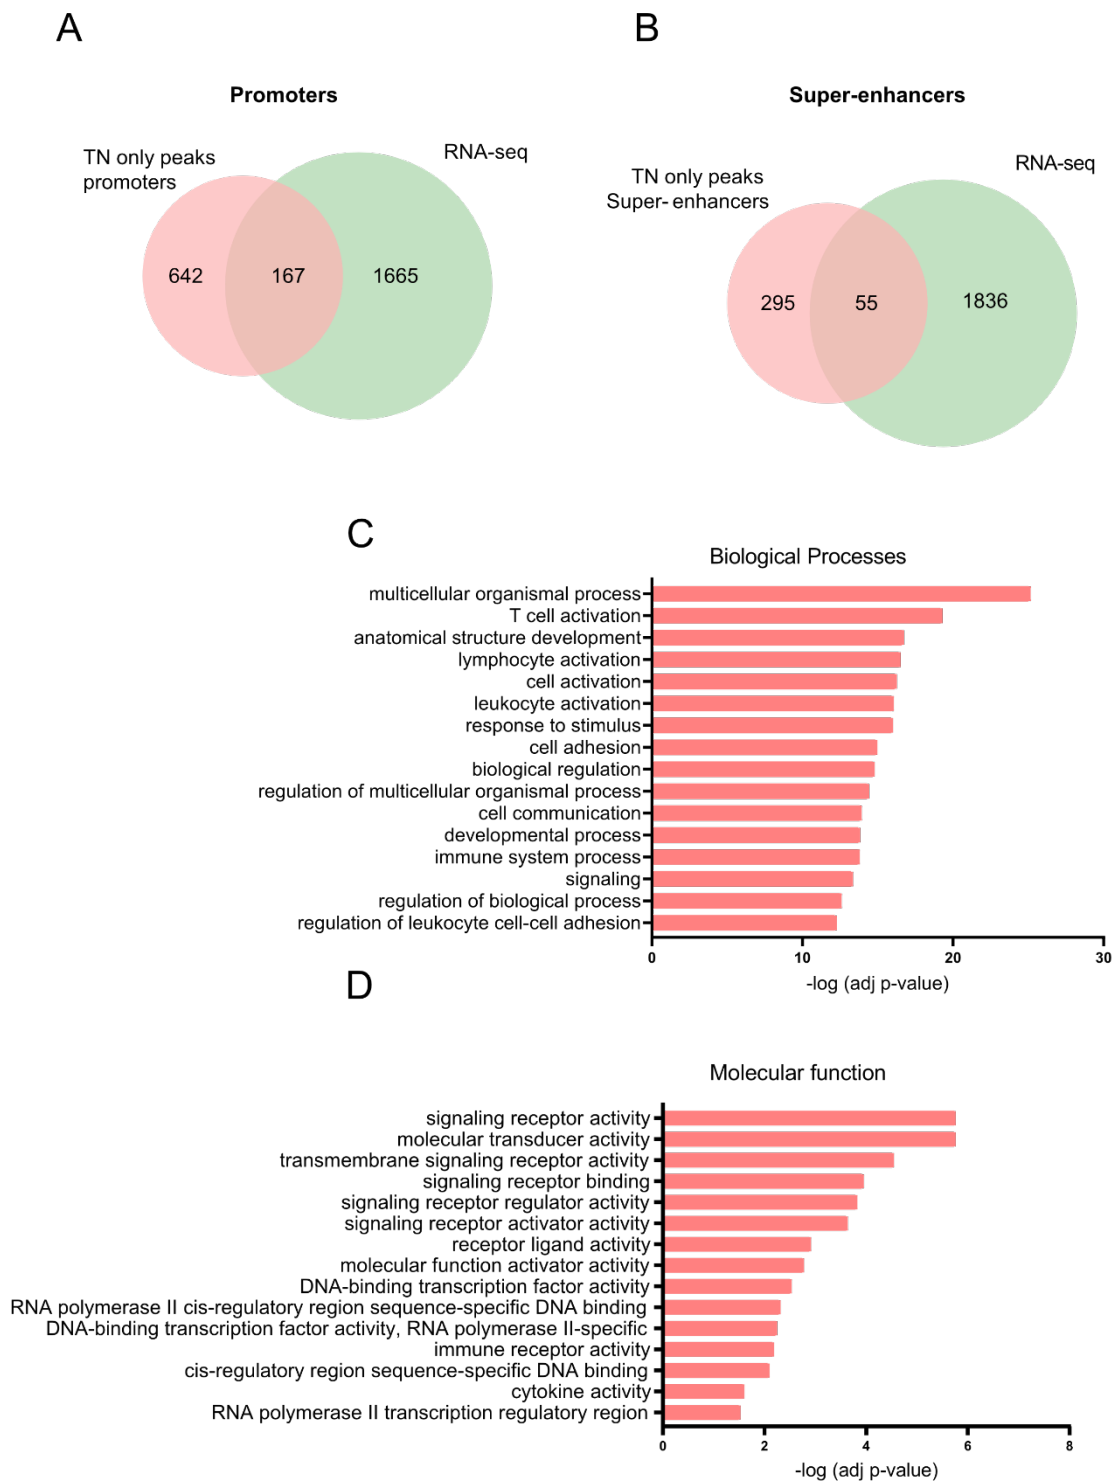 A
B
Promoters
Super-enhancers
TN only peaks
promoters
RNA-seq
TN only peaks
Super- enhancers
RNA-seq
642
167
1665
295
55
1836
C
Biological Processes
multicellular organismal process
T cell activation
anatomical structure development
lymphocyte activation
cell activation
leukocyte activation
response to stimulus
cell adhesion
biological regulation
regulation of multicellular organismal process
cell communication
developmental process
immune system process
signaling
regulation of biological process
regulation of leukocyte cell-cell adhesion
0 10 20 30
-log (adj p-value)
D
Molecular function
signaling receptor activity
molecular transducer activity
transmembrane signaling receptor activity
signaling receptor binding
signaling receptor regulator activity
signaling receptor activator activity
receptor ligand activity
molecular function activator activity
DNA-binding transcription factor activity
RNA polymerase II cis-regulatory region sequence-specific DNA binding
DNA-binding transcription factor activity, RNA polymerase II-specific
immune receptor activity
cis-regulatory region sequence-specific DNA binding
cytokine activity
RNA polymerase II transcription regulatory region
0 2 4 6 8
-log (adj p-value)